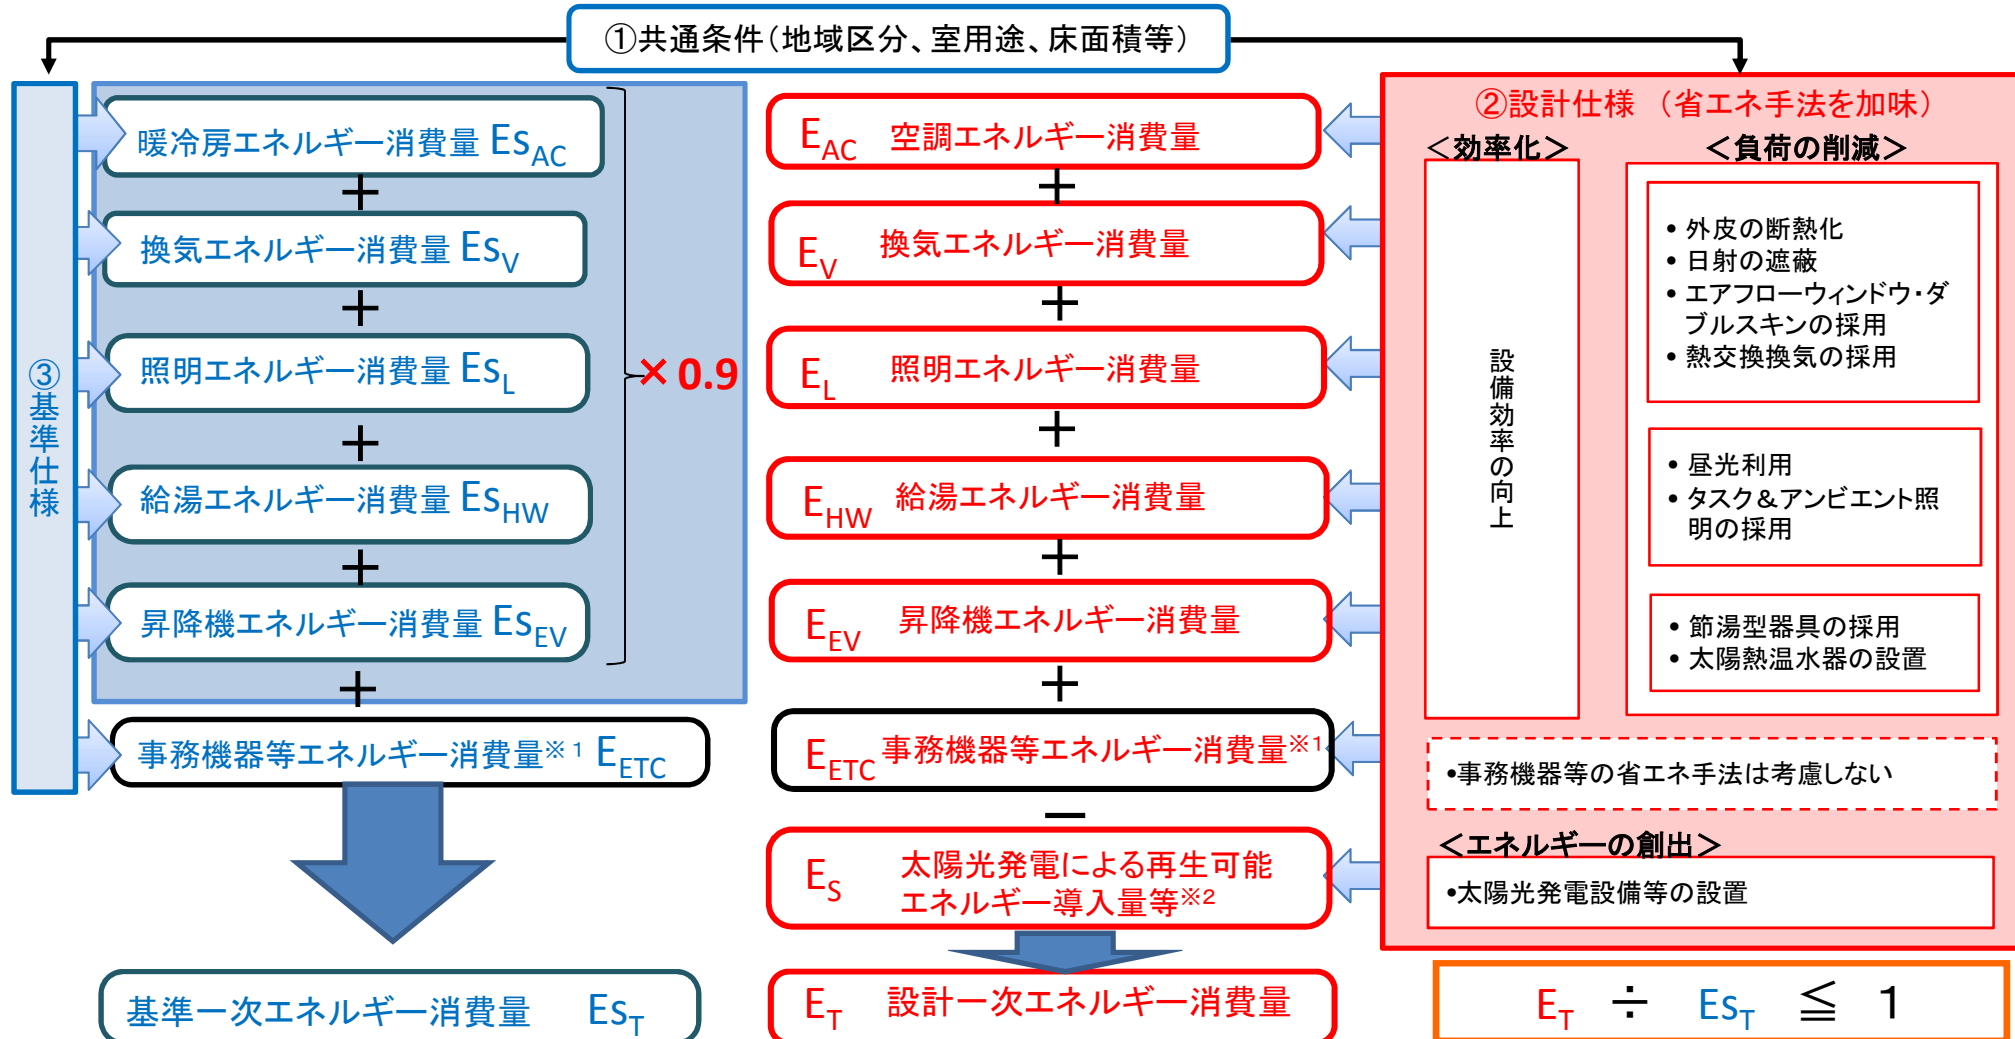 ①共通条件（地域区分、室用途、床面積等）
③基準仕様
暖冷房エネルギー消費量 EsAC
＋
換気エネルギー消費量 EsV
＋
照明エネルギー消費量 EsL
＋
給湯エネルギー消費量 EsHW
＋
昇降機エネルギー消費量 EsEV
× 0.9
＋
事務機器等エネルギー消費量※1 EETC
基準一次エネルギー消費量 EsT
EAC 空調エネルギー消費量
＋
EV 換気エネルギー消費量
＋
EL 照明エネルギー消費量
＋
EHW 給湯エネルギー消費量
＋
EEV 昇降機エネルギー消費量
＋
EETC 事務機器等エネルギー消費量※1
－
ES 太陽光発電による再生可能
エネルギー導入量等※2
ET 設計一次エネルギー消費量
②設計仕様 （省エネ手法を加味）
＜効率化＞
設備効率の向上
＜負荷の削減＞
• 外皮の断熱化
• 日射の遮蔽
• エアフローウィンドウ・ダ
ブルスキンの採用
• 熱交換換気の採用
• 昼光利用
• タスク＆アンビエント照
明の採用
• 節湯型器具の採用
• 太陽熱温水器の設置
•事務機器等の省エネ手法は考慮しない
＜エネルギーの創出＞
•太陽光発電設備等の設置
ET ÷ EsT ≦ 1